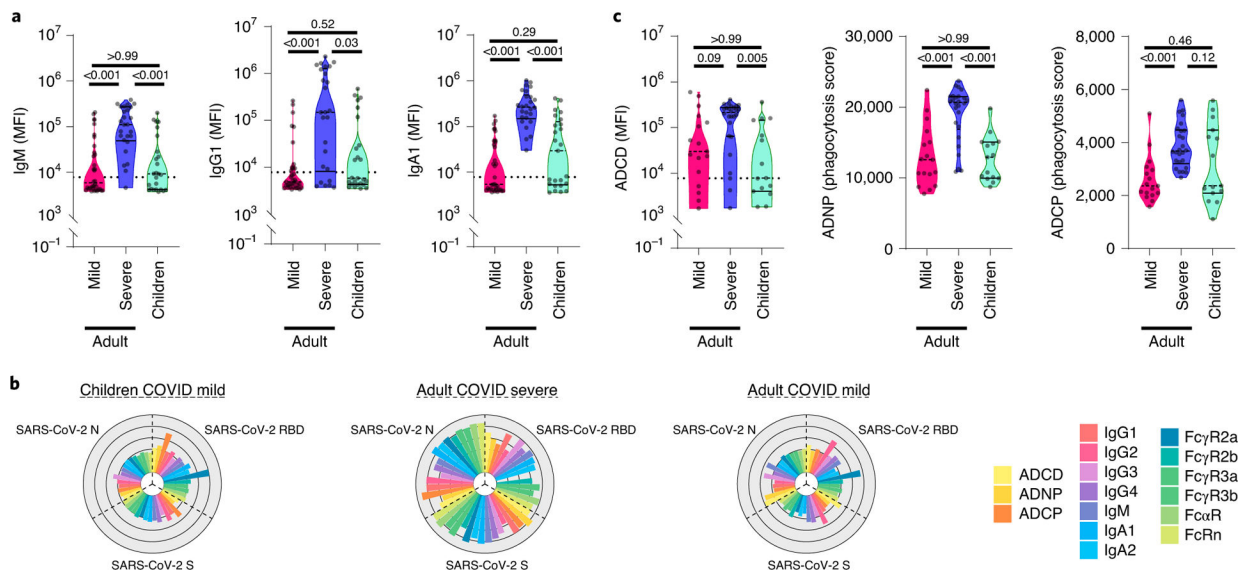 a
10⁷
10⁶
10⁵
10⁴
10³
10⁻¹
IgM (MFI)
>0.99
<0.001 <0.001
Mild
Severe
Children
Adult
10⁷
10⁶
10⁵
10⁴
10³
10⁻¹
IgG1 (MFI)
0.52
<0.001 0.03
Mild
Severe
Children
Adult
10⁷
10⁶
10⁵
10⁴
10³
10⁻¹
IgA1 (MFI)
0.29
<0.001 <0.001
Mild
Severe
Children
Adult
c
10⁷
10⁶
10⁵
10⁴
10³
10⁻¹
ADCD (MFI)
>0.99
0.09 0.005
Mild
Severe
Children
Adult
30,000
20,000
10,000
0
ADNP (phagocytosis score)
>0.99
<0.001 <0.001
Mild
Severe
Children
Adult
8,000
6,000
4,000
2,000
0
ADCP (phagocytosis score)
0.46
<0.001 0.12
Mild
Severe
Children
Adult
b
Children COVID mild
SARS-CoV-2 N
SARS-CoV-2 RBD
SARS-CoV-2 S
Adult COVID severe
SARS-CoV-2 N
SARS-CoV-2 RBD
SARS-CoV-2 S
Adult COVID mild
SARS-CoV-2 N
SARS-CoV-2 RBD
SARS-CoV-2 S
ADCD
ADNP
ADCP
IgG1
IgG2
IgG3
IgG4
IgM
IgA1
IgA2
FcγR2a
FcγR2b
FcγR3a
FcγR3b
FcαR
FcRn